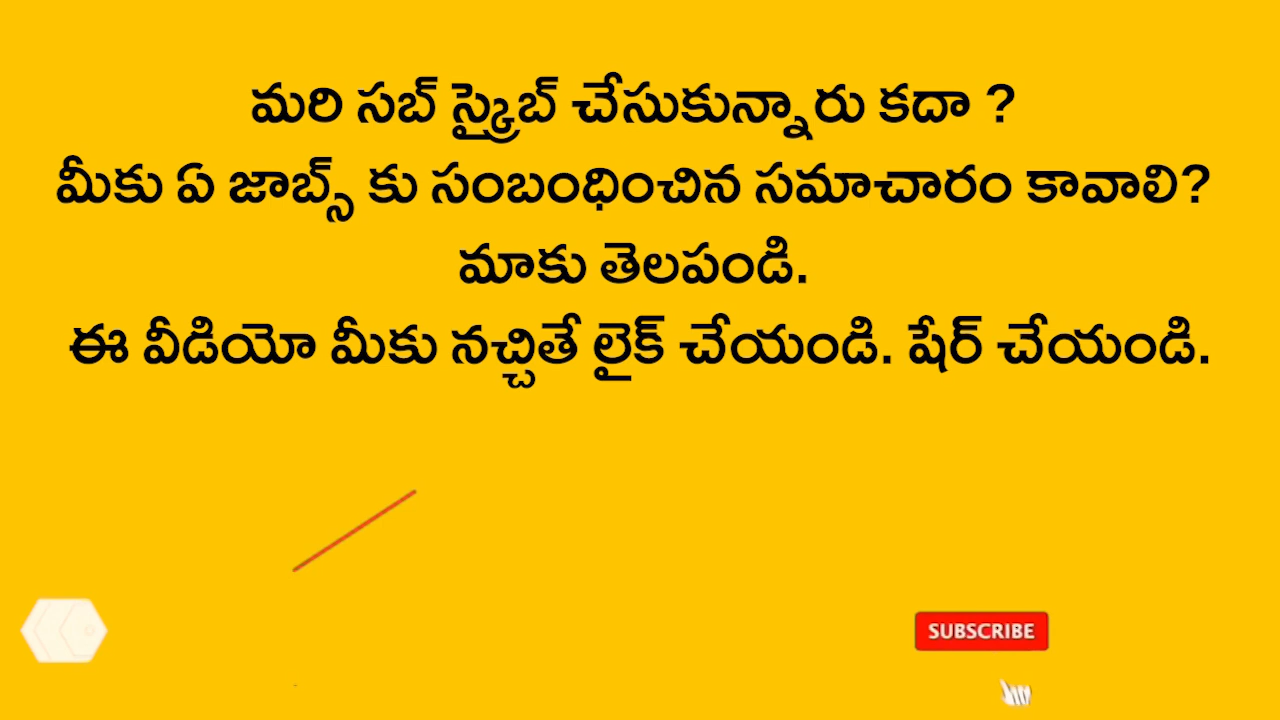 మరి సబ్ స్క్రైబ్ చేసుకున్నారు కదా ?
మీకు ఏ జాబ్స్ కు సంబంధించిన సమాచారం కావాలి?
మాకు తెలపండి.
ఈ వీడియో మీకు నచ్చితే లైక్ చేయండి. షేర్ చేయండి.
SUBSCRIBE